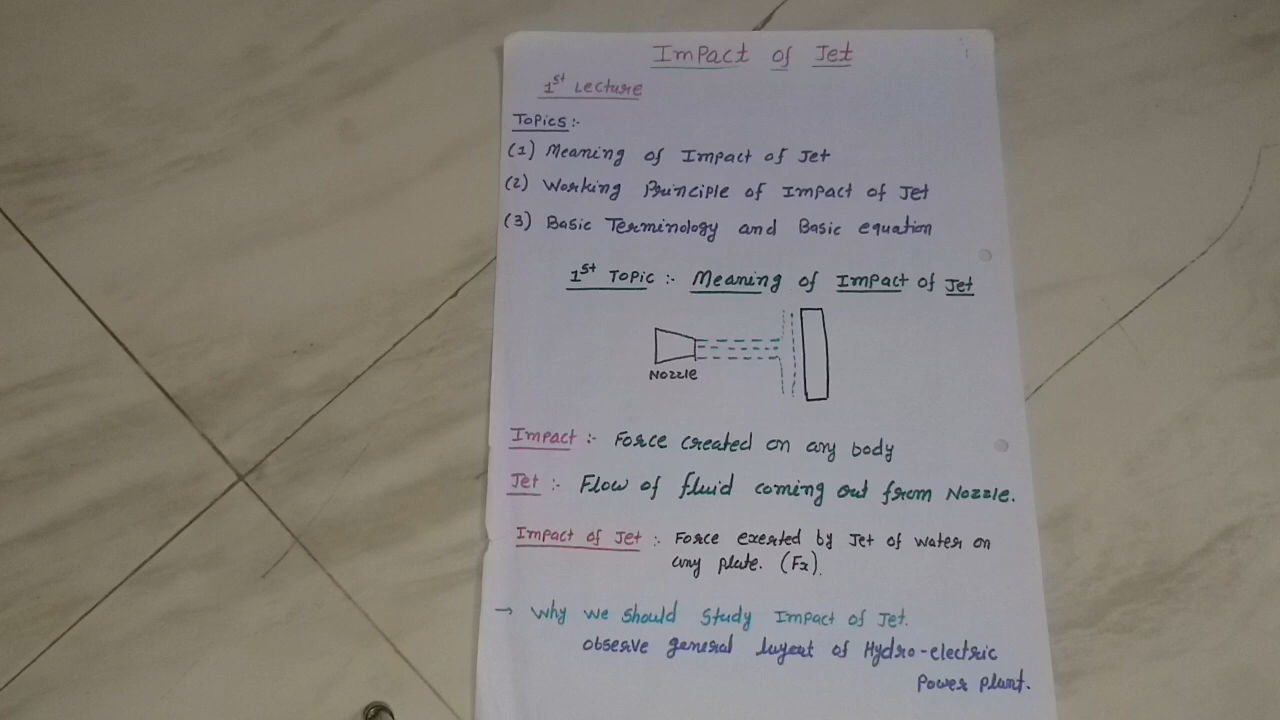 Impact of Jet
1st Lecture
Topics :-
(1) Meaning of Impact of Jet
(2) Working Principle of Impact of Jet
(3) Basic Terminology and Basic equation
1st Topic :- Meaning of Impact of Jet
Nozzle
Impact :- Force created on any body
Jet :- Flow of fluid coming out from Nozzle.
Impact of Jet :- Force exerted by Jet of water on
any plate. (Fx).
→ Why we should study Impact of Jet.
observe general layout of Hydro-electric
Power plant.